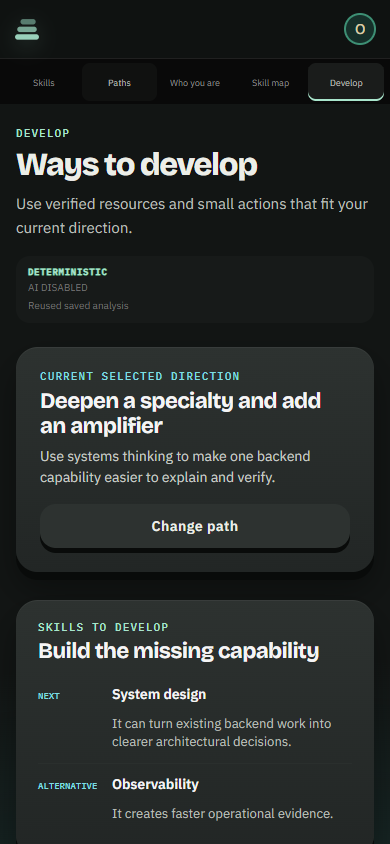 O
Skills
Paths
Who you are
Skill map
Develop
DEVELOP
Ways to develop
Use verified resources and small actions that fit your
current direction.
DETERMINISTIC
AI DISABLED
Reused saved analysis
CURRENT SELECTED DIRECTION
Deepen a specialty and add
an amplifier
Use systems thinking to make one backend
capability easier to explain and verify.
Change path
SKILLS TO DEVELOP
Build the missing capability
NEXT
System design
It can turn existing backend work into
clearer architectural decisions.
ALTERNATIVE
Observability
It creates faster operational evidence.